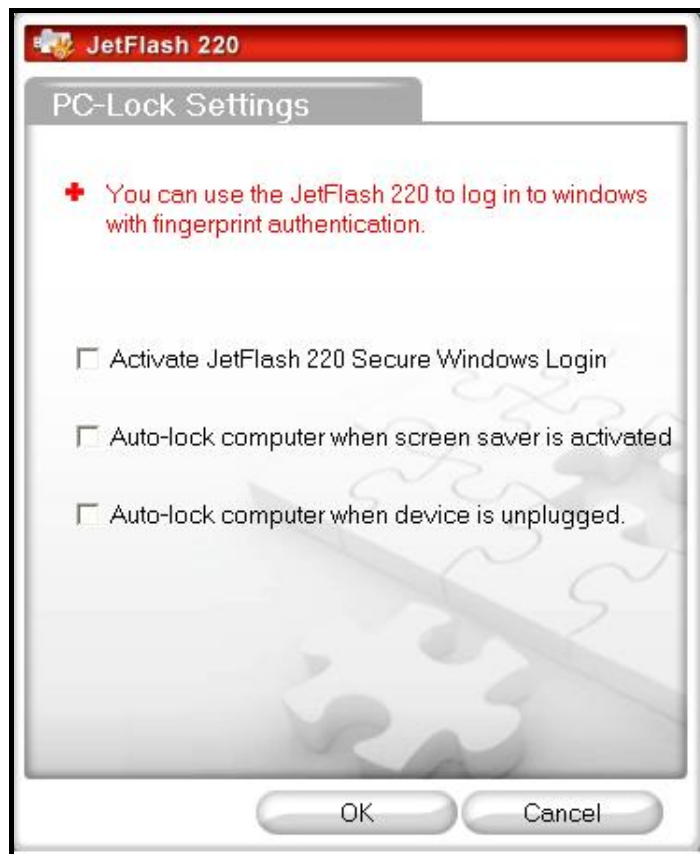 JetFlash 220
PC-Lock Settings
You can use the JetFlash 220 to log in to windows
with fingerprint authentication.
Activate JetFlash 220 Secure Windows Login
Auto-lock computer when screen saver is activated
Auto-lock computer when device is unplugged.
OK
Cancel